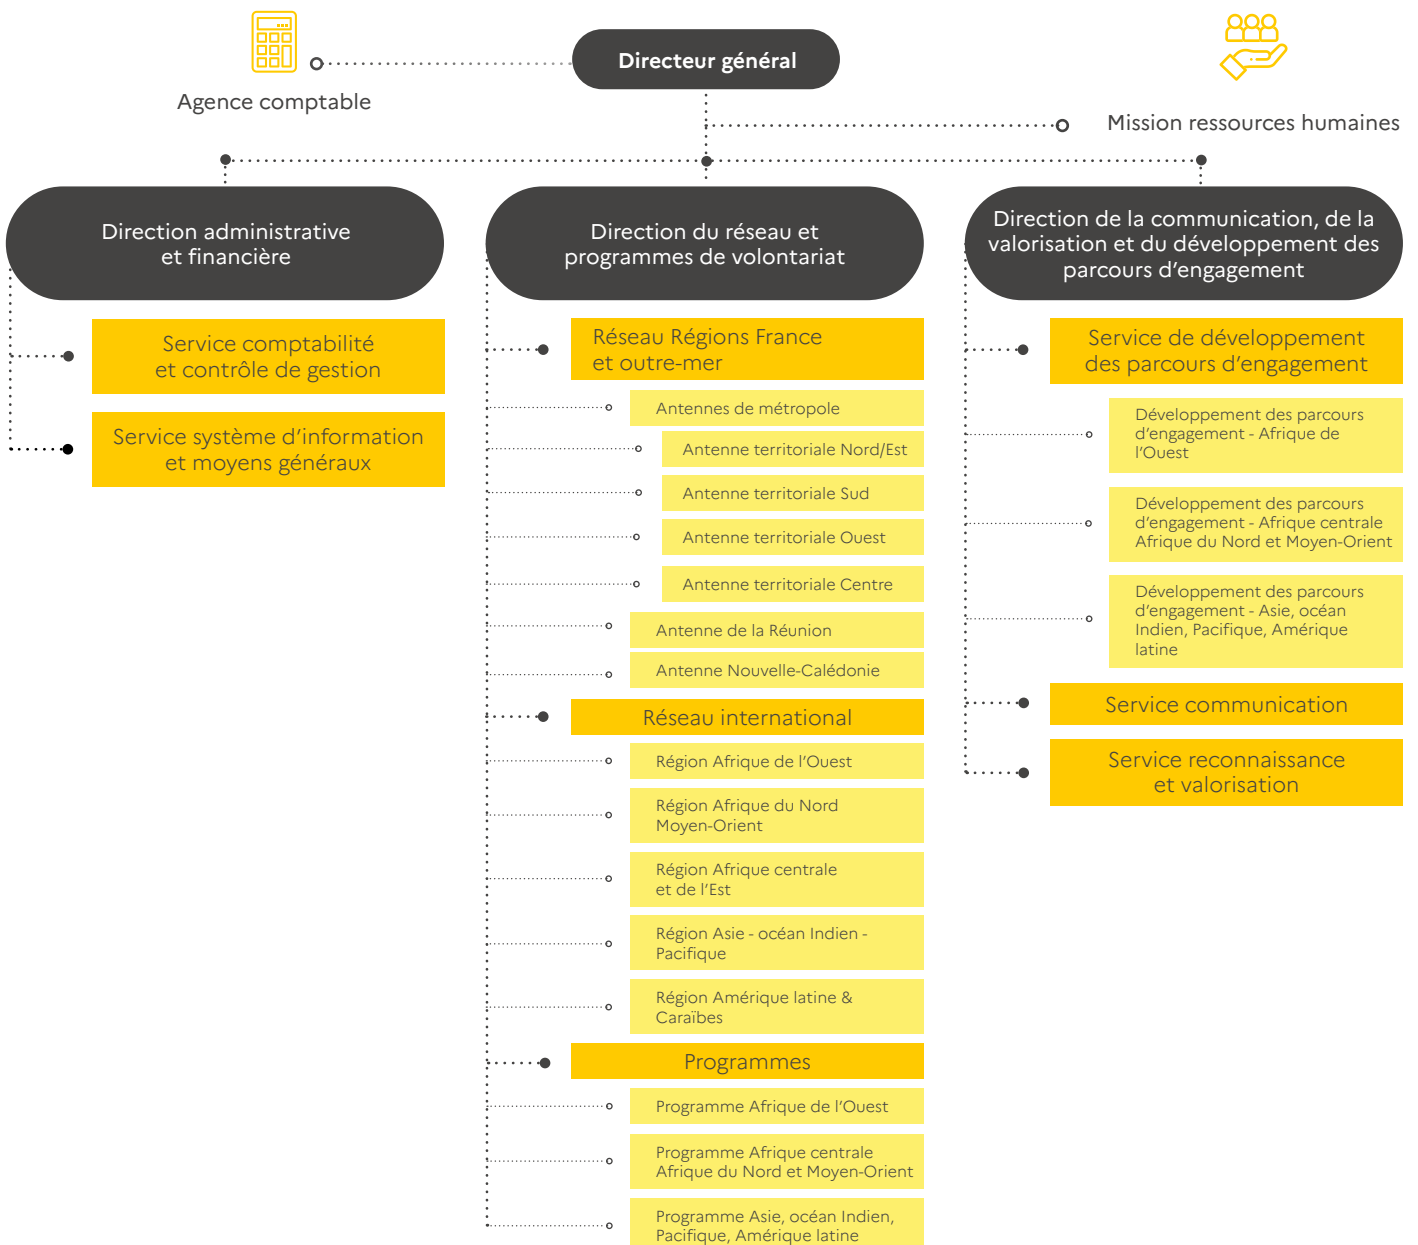 Directeur général
Agence comptable
Mission ressources humaines
Direction administrative
et financière
Service comptabilité
et contrôle de gestion
Service système d'information
et moyens généraux
Direction du réseau et
programmes de volontariat
Réseau Régions France
et outre-mer
Antennes de métropole
Antenne territoriale Nord/Est
Antenne territoriale Sud
Antenne territoriale Ouest
Antenne territoriale Centre
Antenne de la Réunion
Antenne Nouvelle-Calédonie
Réseau international
Région Afrique de l'Ouest
Région Afrique du Nord
Moyen-Orient
Région Afrique centrale
et de l'Est
Région Asie - océan Indien -
Pacifique
Région Amérique latine &
Caraïbes
Programmes
Programme Afrique de l'Ouest
Programme Afrique centrale
Afrique du Nord et Moyen-Orient
Programme Asie, océan Indien,
Pacifique, Amérique latine
Direction de la communication, de la
valorisation et du développement des
parcours d'engagement
Service de développement
des parcours d'engagement
Développement des parcours
d'engagement - Afrique de
l'Ouest
Développement des parcours
d'engagement - Afrique centrale
Afrique du Nord et Moyen-Orient
Développement des parcours
d'engagement - Asie, océan
Indien, Pacifique, Amérique
latine
Service communication
Service reconnaissance
et valorisation